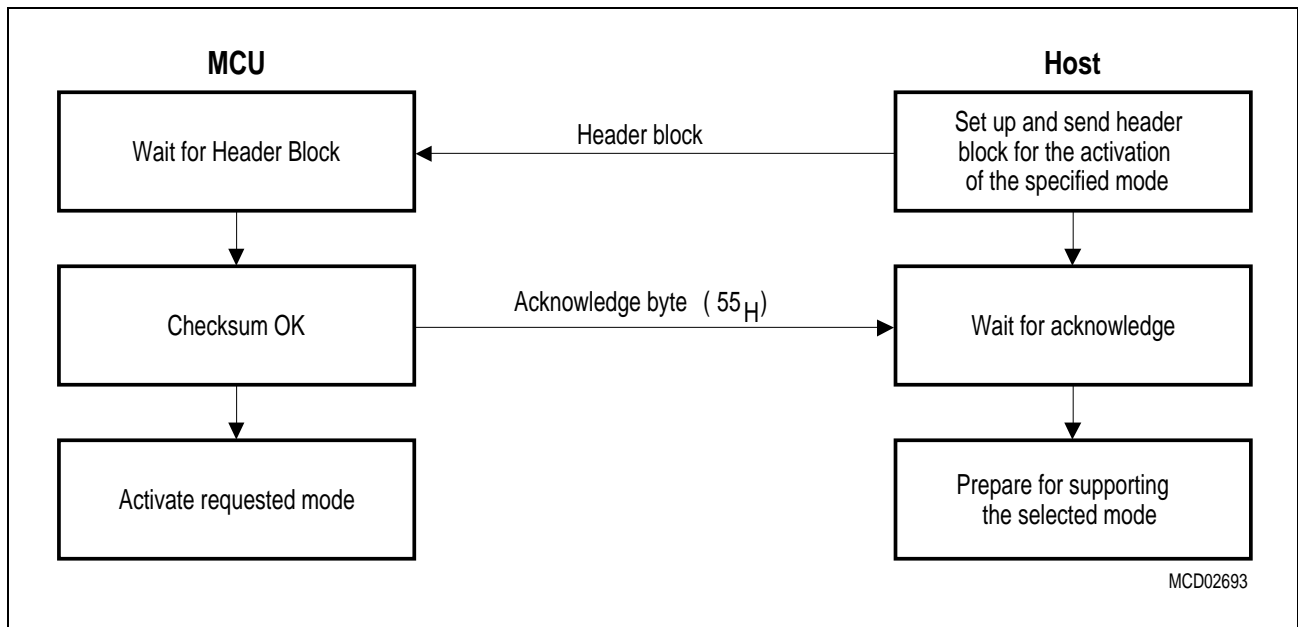 MCU
Host
Wait for Header Block
Header block
Set up and send header
block for the activation
of the specified mode
Checksum OK
Acknowledge byte ( 55H)
Wait for acknowledge
Activate requested mode
Prepare for supporting
the selected mode
MCD02693